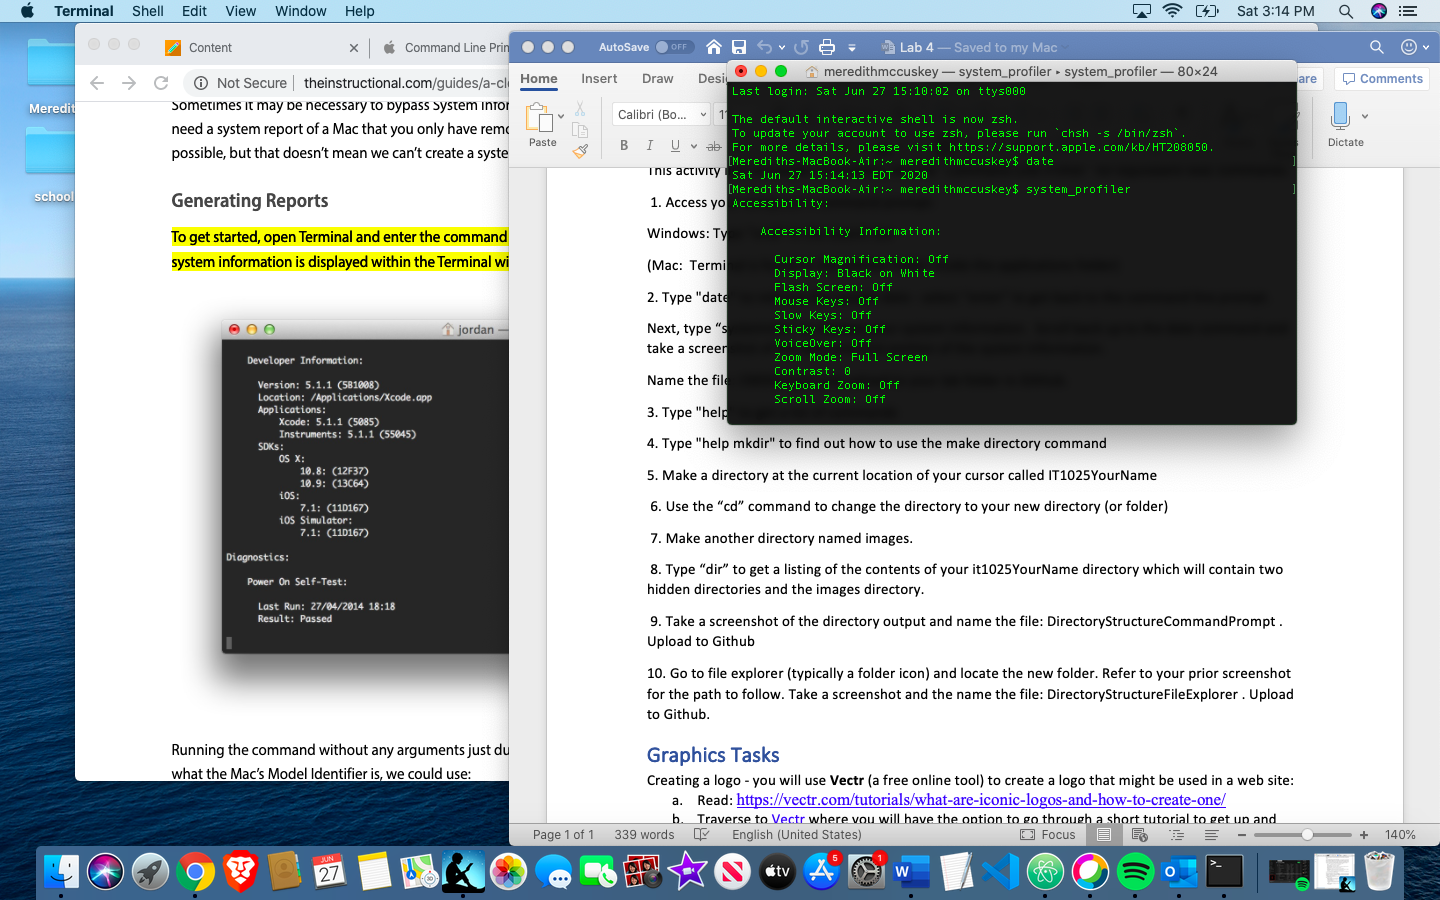 Terminal Shell Edit View Window Help Sat 3:14 PM
Content
Command Line Prin
Not Secure theinstructional.com/guides/a-cl
Sometimes it may be necessary to bypass System Infor
need a system report of a Mac that you only have remo
possible, but that doesn't mean we can't create a syste
Generating Reports
To get started, open Terminal and enter the command
system information is displayed within the Terminal wi
jordan —
Developer Information:
Version: 5.1.1 (5B1008)
Location: /Applications/Xcode.app
Applications:
Xcode: 5.1.1 (5085)
Instruments: 5.1.1 (55045)
SDKs:
OS X:
10.8: (12F37)
10.9: (13C64)
iOS:
7.1: (11D167)
iOS Simulator:
7.1: (11D167)
Diagnostics:
Power On Self-Test:
Last Run: 27/04/2014 18:18
Result: Passed
Running the command without any arguments just du
what the Mac's Model Identifier is, we could use:
Meredit
school
AutoSave OFF Lab 4 — Saved to my Mac
Home Insert Draw Desi are Comments
Paste
Calibri (Bo... 1
B I U ab
Dictate
meredithmccuskey — system_profiler ▸ system_profiler — 80×24
Last login: Sat Jun 27 15:10:02 on ttys000
The default interactive shell is now zsh.
To update your account to use zsh, please run `chsh -s /bin/zsh`.
For more details, please visit https://support.apple.com/kb/HT208050.
[Merediths-MacBook-Air:~ meredithmccuskey$ date ]
Sat Jun 27 15:14:13 EDT 2020
[Merediths-MacBook-Air:~ meredithmccuskey$ system_profiler ]
Accessibility:
Accessibility Information:
Cursor Magnification: Off
Display: Black on White
Flash Screen: Off
Mouse Keys: Off
Slow Keys: Off
Sticky Keys: Off
VoiceOver: Off
Zoom Mode: Full Screen
Contrast: 0
Keyboard Zoom: Off
Scroll Zoom: Off
This activity
1. Access yo
Windows: Ty
(Mac: Termi
2. Type "date
Next, type "s
take a screen
Name the file
3. Type "help
4. Type "help mkdir" to find out how to use the make directory command
5. Make a directory at the current location of your cursor called IT1025YourName
6. Use the “cd” command to change the directory to your new directory (or folder)
7. Make another directory named images.
8. Type “dir” to get a listing of the contents of your it1025YourName directory which will contain two
hidden directories and the images directory.
9. Take a screenshot of the directory output and name the file: DirectoryStructureCommandPrompt .
Upload to Github
10. Go to file explorer (typically a folder icon) and locate the new folder. Refer to your prior screenshot
for the path to follow. Take a screenshot and the name the file: DirectoryStructureFileExplorer . Upload
to Github.
Graphics Tasks
Creating a logo - you will use Vectr (a free online tool) to create a logo that might be used in a web site:
a. Read: https://vectr.com/tutorials/what-are-iconic-logos-and-how-to-create-one/
b. Traverse to Vectr where you will have the option to go through a short tutorial to get up and
Page 1 of 1 339 words English (United States) Focus 140%
JUN
27
tv
5
1